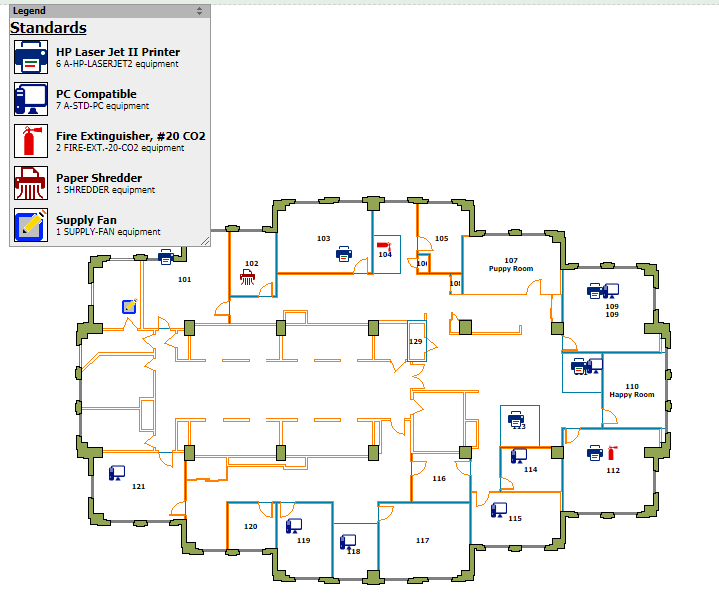 Legend
Standards
HP Laser Jet II Printer
6 A-HP-LASERJET2 equipment
PC Compatible
7 A-STD-PC equipment
Fire Extinguisher, #20 CO2
2 FIRE-EXT.-20-CO2 equipment
Paper Shredder
1 SHREDDER equipment
Supply Fan
1 SUPPLY-FAN equipment
101
102
103
104
105
107
Puppy Room
109
109
129
110
Happy Room
114
112
121
116
115
120
119
118
117